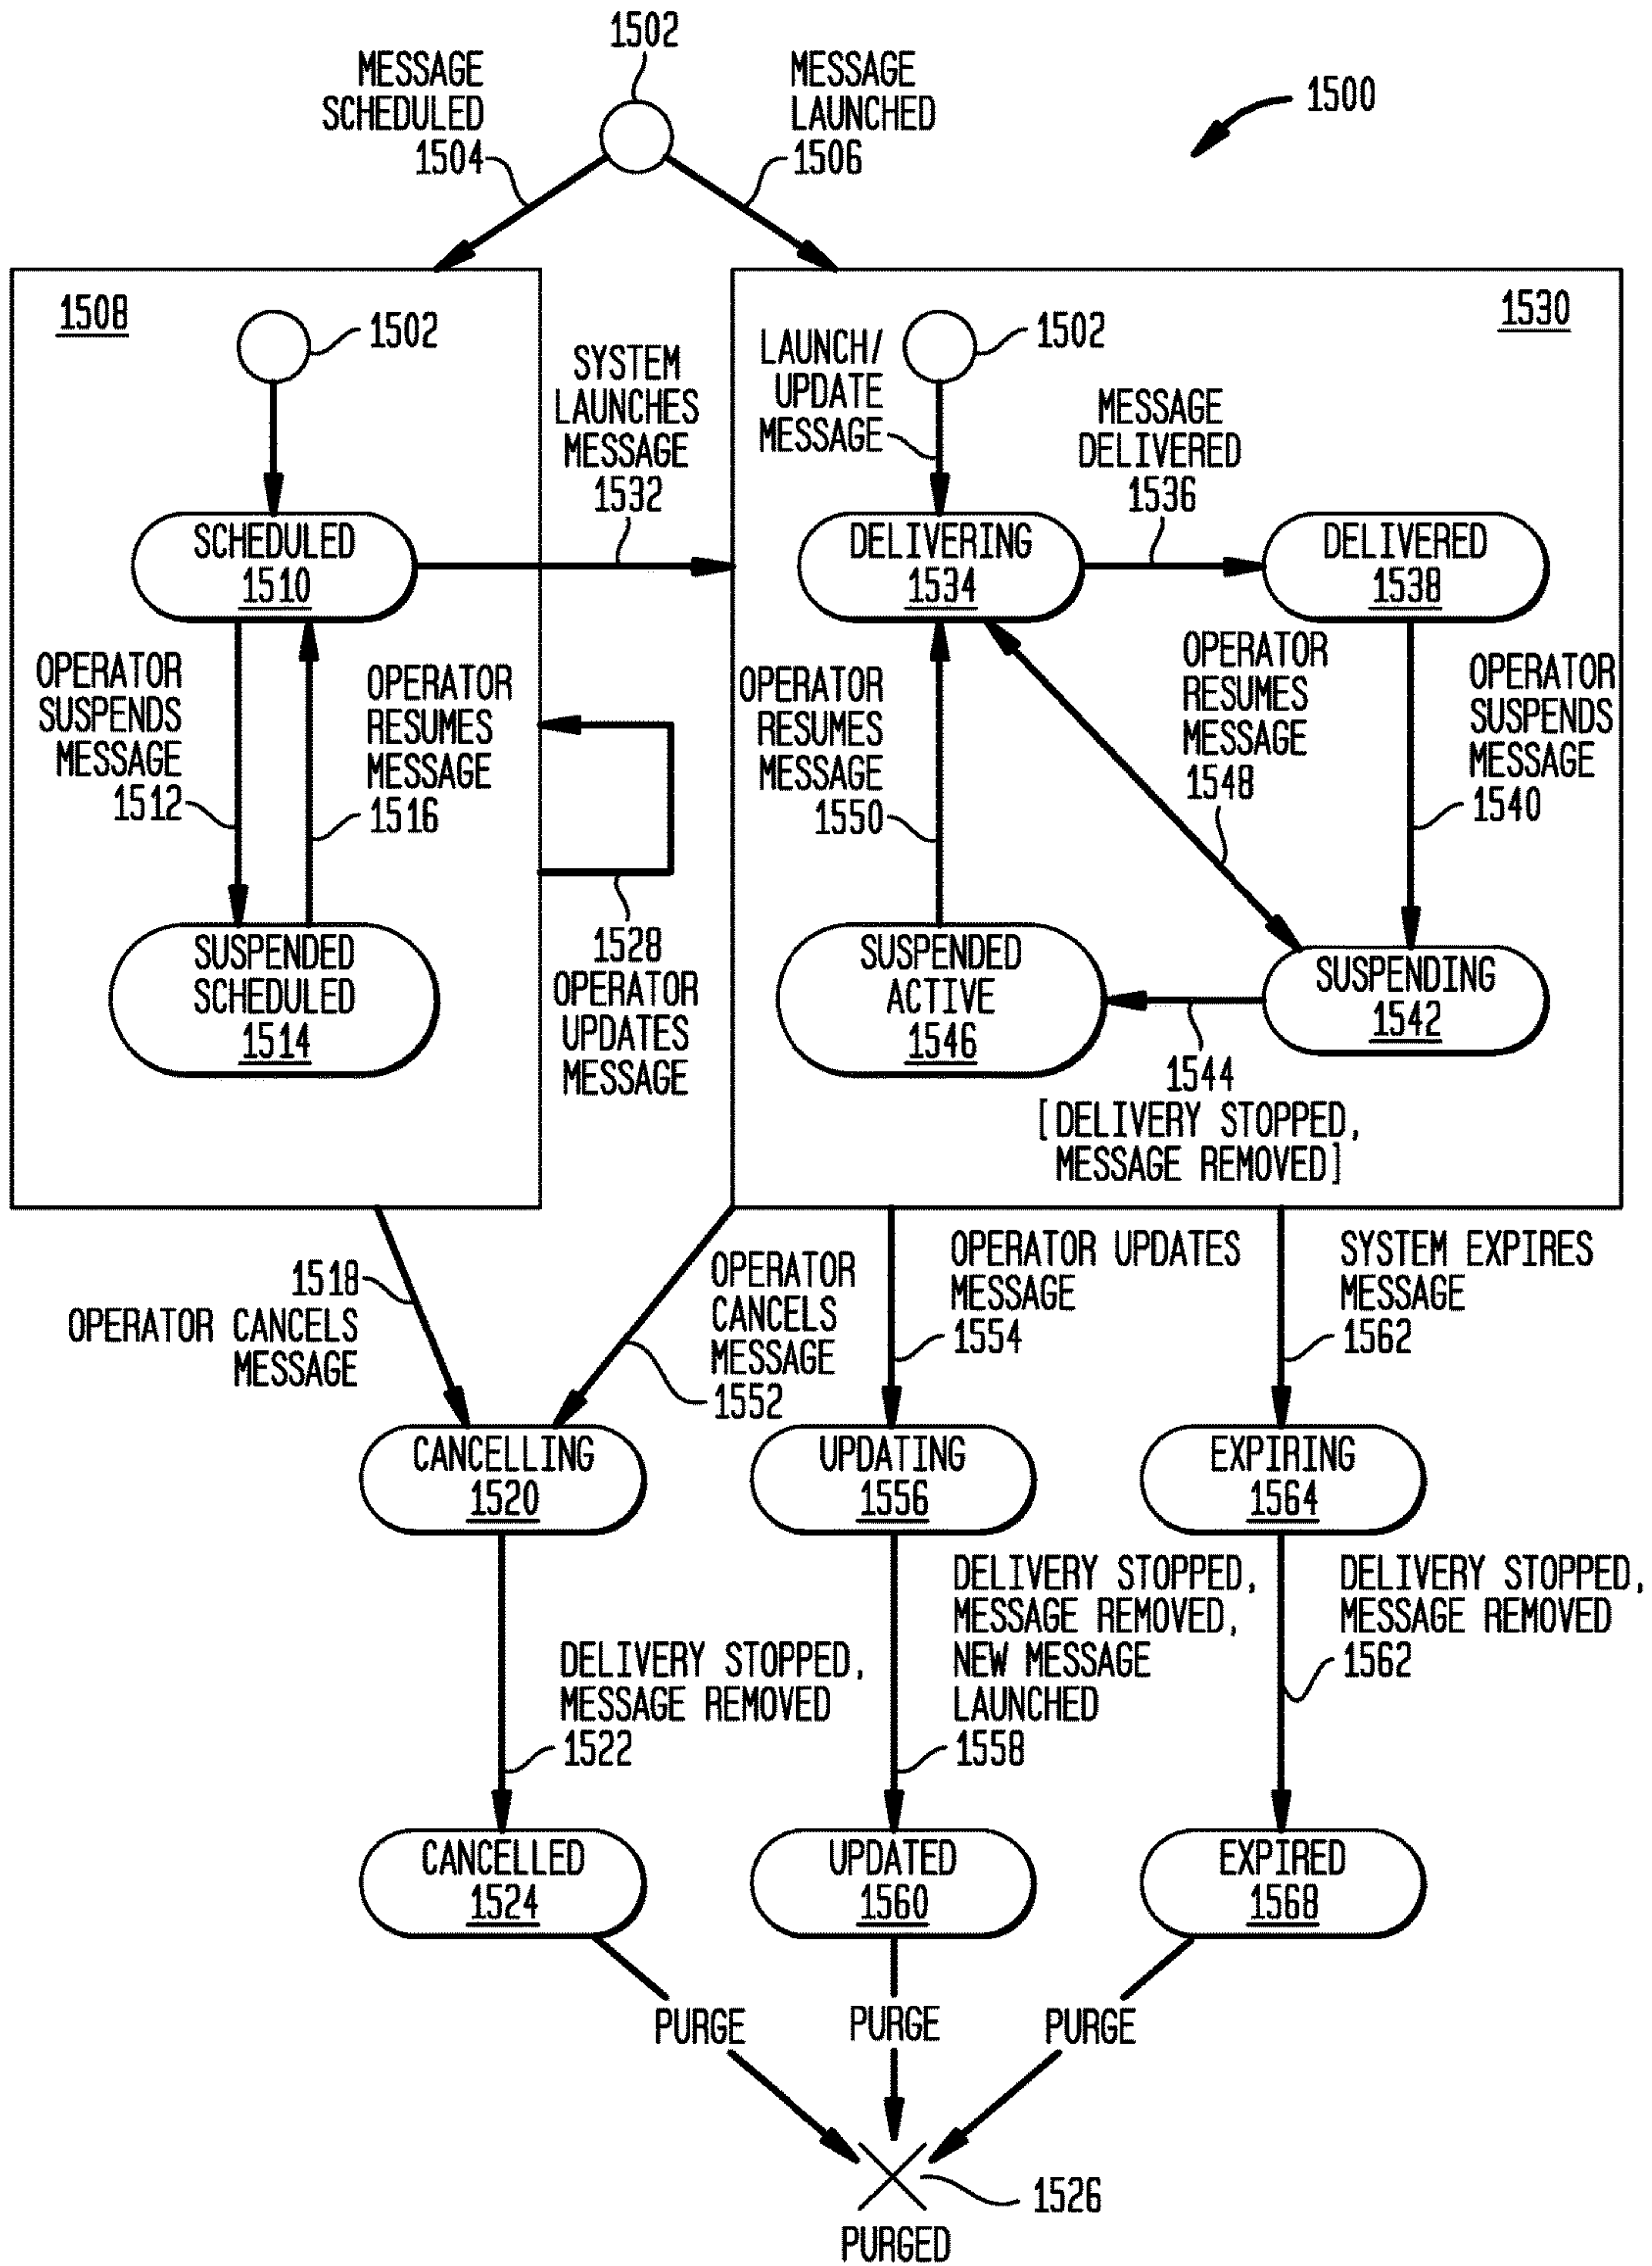 1502
MESSAGE
SCHEDULED
1504
MESSAGE
LAUNCHED
1506
1500
1508
1502
SYSTEM
LAUNCHES
MESSAGE
1532
LAUNCH/
UPDATE
MESSAGE
1502
1530
MESSAGE
DELIVERED
1536
SCHEDULED
1510
DELIVERING
1534
DELIVERED
1538
OPERATOR
SUSPENDS
MESSAGE
1512
OPERATOR
RESUMES
MESSAGE
1516
OPERATOR
RESUMES
MESSAGE
1550
OPERATOR
RESUMES
MESSAGE
1548
OPERATOR
SUSPENDS
MESSAGE
1540
SUSPENDED
SCHEDULED
1514
1528
OPERATOR
UPDATES
MESSAGE
SUSPENDED
ACTIVE
1546
SUSPENDING
1542
1544
[DELIVERY STOPPED,
MESSAGE REMOVED]
1518
OPERATOR CANCELS
MESSAGE
OPERATOR
CANCELS
MESSAGE
1552
OPERATOR UPDATES
MESSAGE
1554
SYSTEM EXPIRES
MESSAGE
1562
CANCELLING
1520
UPDATING
1556
EXPIRING
1564
DELIVERY STOPPED,
MESSAGE REMOVED
1522
DELIVERY STOPPED,
MESSAGE REMOVED,
NEW MESSAGE
LAUNCHED
1558
DELIVERY STOPPED,
MESSAGE REMOVED
1562
CANCELLED
1524
UPDATED
1560
EXPIRED
1568
PURGE
PURGE
PURGE
1526
PURGED